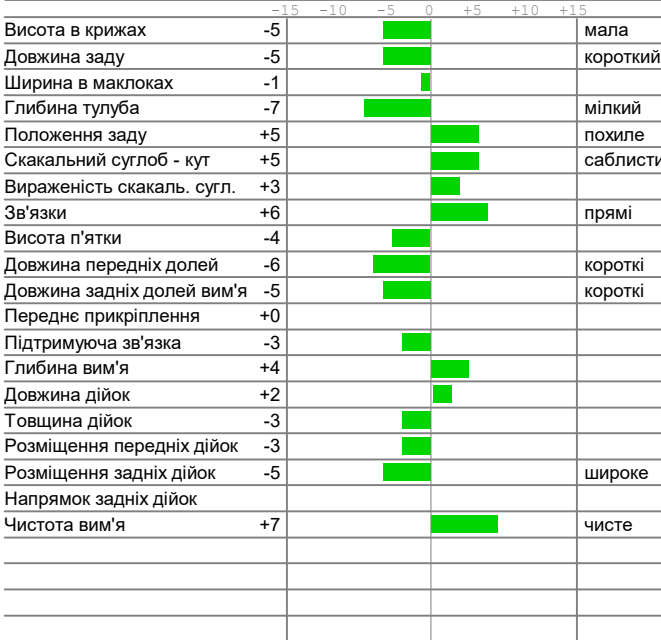 -15 -10 -5 0 +5 +10 +15
Висота в крижах -5 мала
Довжина заду -5 короткий
Ширина в маклоках -1
Глибина тулуба -7 мілкий
Положення заду +5 похиле
Скакальний суглоб - кут +5 саблисти
Вираженість скакаль. сугл. +3
Зв'язки +6 прямі
Висота п'ятки -4
Довжина передніх долей -6 короткі
Довжина задніх долей вим'я -5 короткі
Переднє прикріплення +0
Підтримуюча зв'язка -3
Глибина вим'я +4
Довжина дійок +2
Товщина дійок -3
Розміщення передніх дійок -3
Розміщення задніх дійок -5 широке
Напрямок задніх дійок
Чистота вим'я +7 чисте